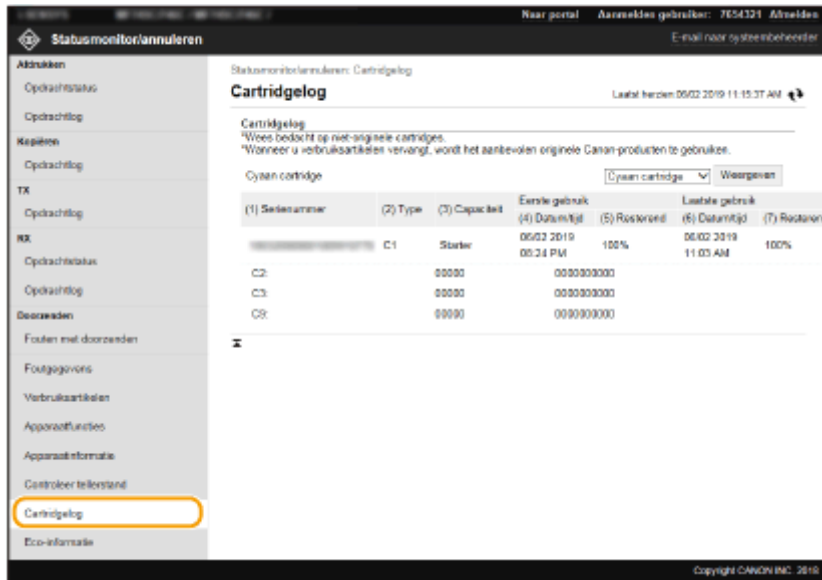 Naar portal Aanmelden gebruiker: 7654321 Afmelden
Statusmonitor/annuleren
E-mail naar systeembeheerder
Afdrukken
Opdrachtstatus
Opdrachtlog
Kopiëren
Opdrachtlog
TX
Opdrachtlog
RX
Opdrachtstatus
Opdrachtlog
Doorzenden
Fouten met doorzenden
Foutgegevens
Verbruiksartikelen
Apparaatfuncties
Apparaatinformatie
Controleer tellerstand
Cartridgelog
Eco-informatie
Statusmonitor/annuleren: Cartridgelog
Cartridgelog
Laatst herzien:06/02 2019 11:15:37 AM
Cartridgelog
*Wees bedacht op niet-originele cartridges.
*Wanneer u verbruiksartikelen vervangt, wordt het aanbevolen originele Canon-producten te gebruiken.
Cyaan cartridge
Cyaan cartridge Weergeven
(1) Serienummer (2) Type (3) Capaciteit Eerste gebruik Laatste gebruik
(4) Datum/tijd (5) Resterend (6) Datum/tijd (7) Resteren
C1 Starter 06/02 2019 100% 06/02 2019 100%
08:24 PM 11:03 AM
C2: 00000 0000000000
C3: 00000 0000000000
C9: 00000 0000000000
Copyright CANON INC. 2018